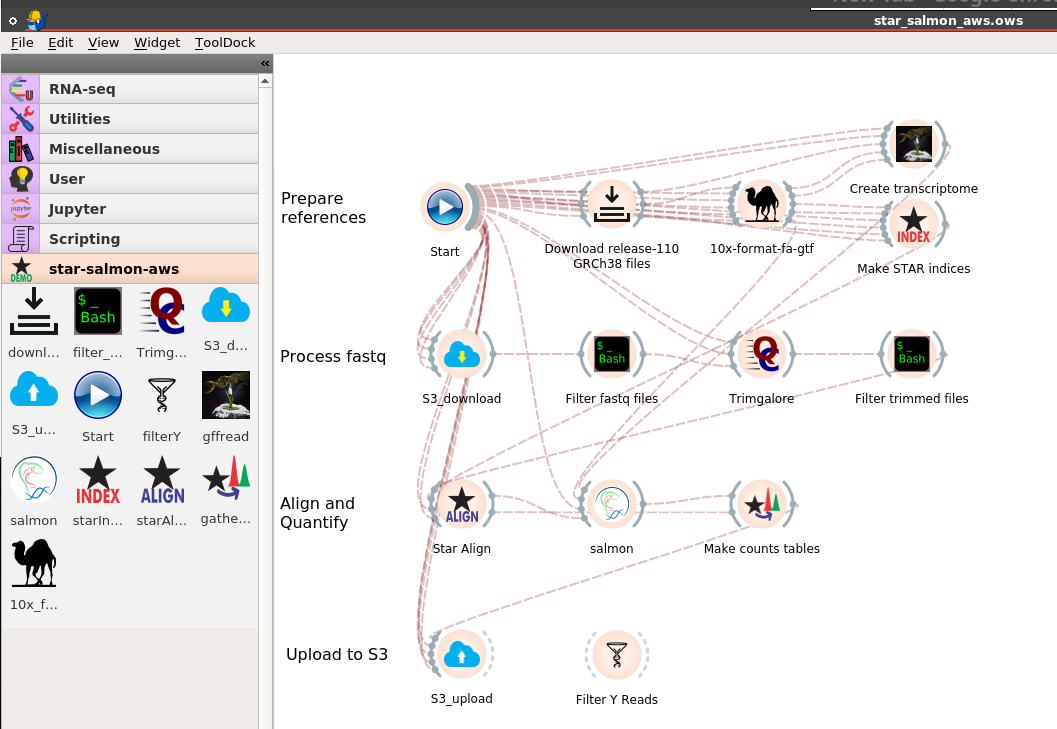 star_salmon_aws.ows
File Edit View Widget ToolDock
«
RNA-seq
Utilities
Miscellaneous
User
jupyter
Jupyter
Scripting
DEMO
star-salmon-aws
$ _
Bash
QC
downl...
filter_...
Trimg...
S3_d...
S3_u...
Start
filterY
gffread
INDEX
ALIGN
salmon
starIn...
starAl...
gathe...
10x_f...
Prepare
references
Start
Download release-110
GRCh38 files
10x-format-fa-gtf
Create transcriptome
INDEX
Make STAR indices
Process fastq
S3_download
$ _
Bash
Filter fastq files
QC
Trimgalore
$ _
Bash
Filter trimmed files
Align and
Quantify
ALIGN
Star Align
salmon
Make counts tables
Upload to S3
S3_upload
Filter Y Reads